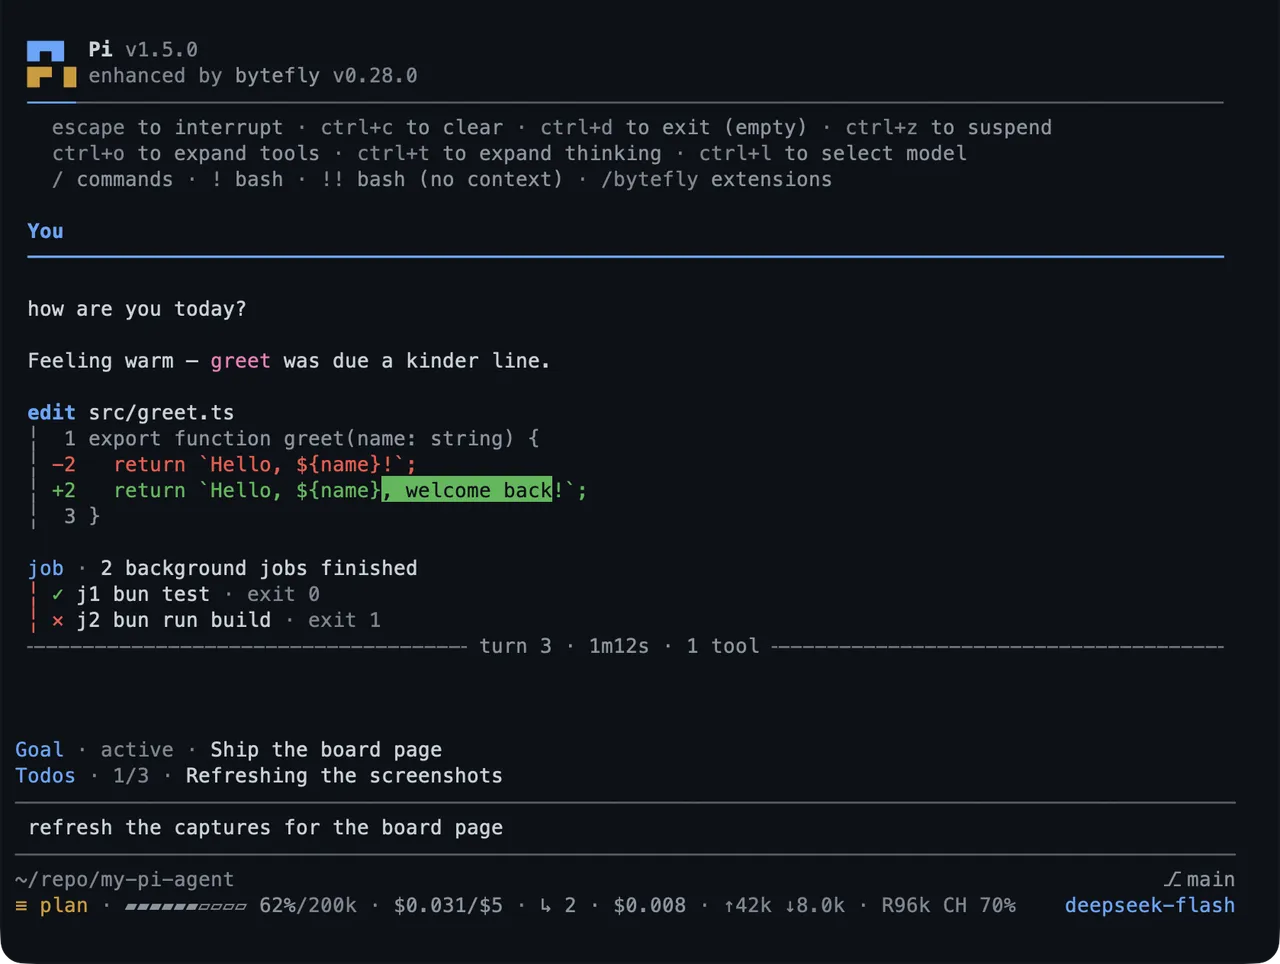 Pi v1.5.0
enhanced by bytefly v0.28.0
escape to interrupt · ctrl+c to clear · ctrl+d to exit (empty) · ctrl+z to suspend
ctrl+o to expand tools · ctrl+t to expand thinking · ctrl+l to select model
/ commands · ! bash · !! bash (no context) · /bytefly extensions
You
how are you today?
Feeling warm — greet was due a kinder line.
edit src/greet.ts
1 export function greet(name: string) {
-2   return `Hello, ${name}!`;
+2   return `Hello, ${name}, welcome back!`;
3 }
job · 2 background jobs finished
✓ j1 bun test · exit 0
× j2 bun run build · exit 1
turn 3 · 1m12s · 1 tool
Goal · active · Ship the board page
Todos · 1/3 · Refreshing the screenshots
refresh the captures for the board page
~/repo/my-pi-agent ⎇ main
≡ plan · ▰▰▰▰▰▰▱▱▱▱ 62%/200k · $0.031/$5 · ↳ 2 · $0.008 · ↑42k ↓8.0k · R96k CH 70% deepseek-flash